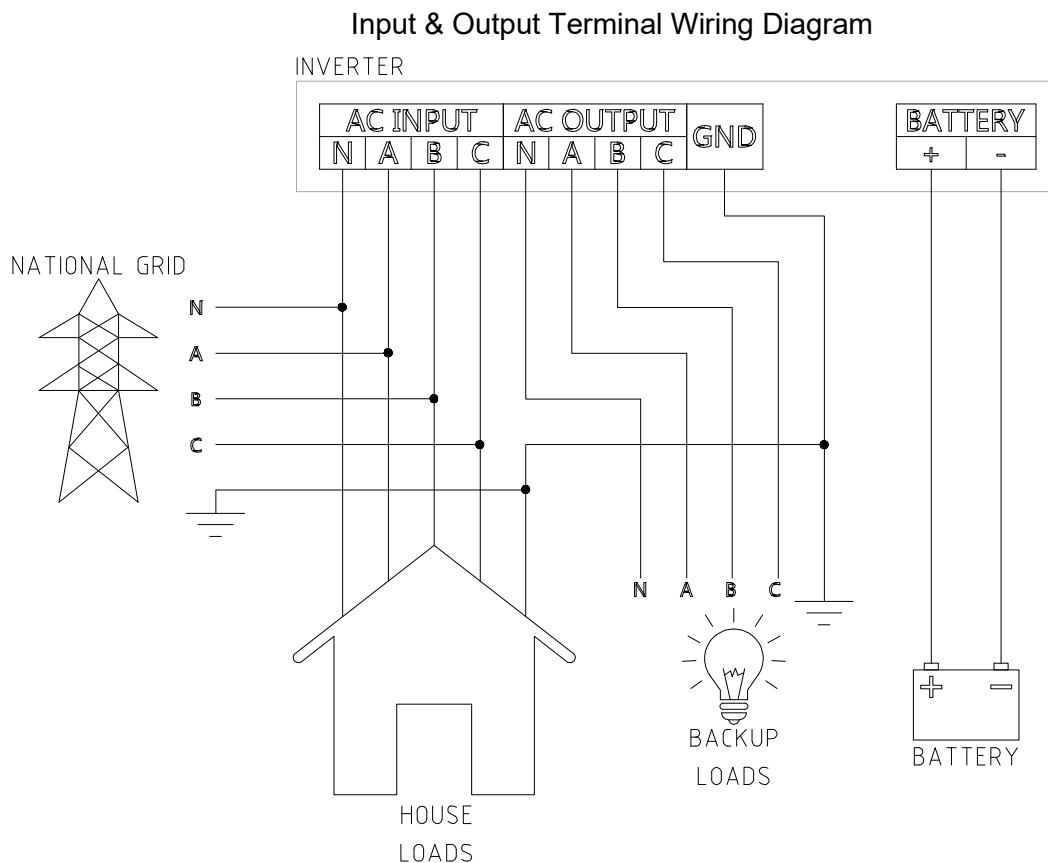 Input & Output Terminal Wiring Diagram
INVERTER
AC INPUT AC OUTPUT GND BATTERY
N A B C N A B C + -
NATIONAL GRID
N
A
B
C
N A B C
+ -
BACKUP
LOADS
BATTERY
HOUSE
LOADS